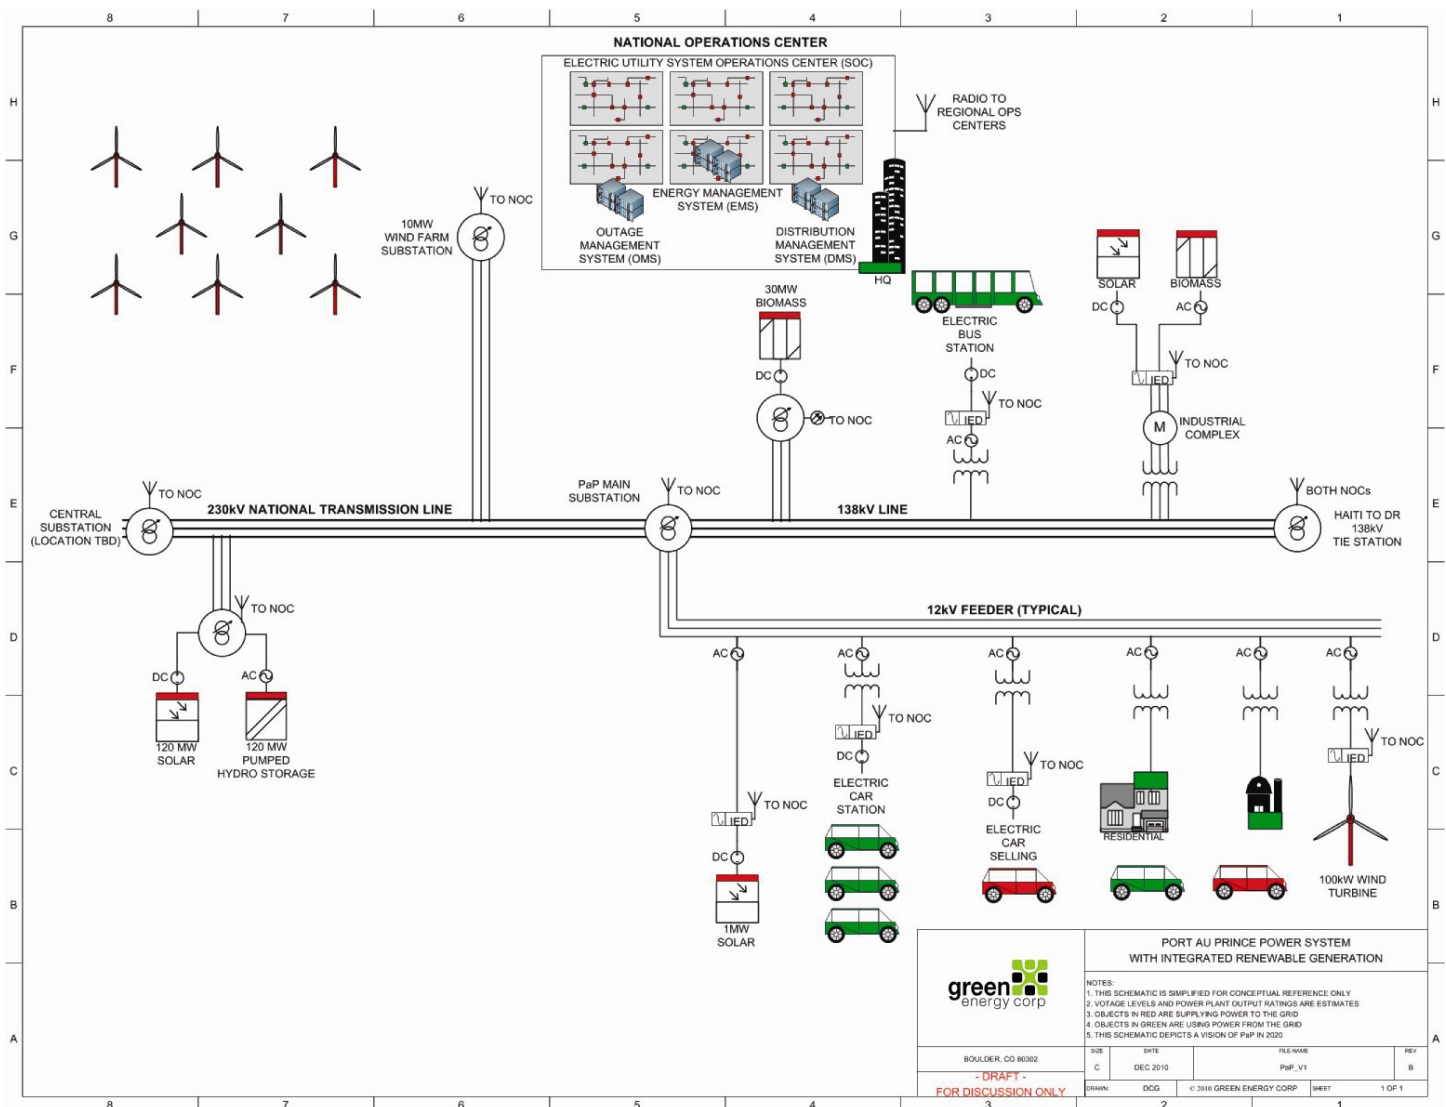 8 7 6 5 4 3 2 1
NATIONAL OPERATIONS CENTER
ELECTRIC UTILITY SYSTEM OPERATIONS CENTER (SOC)
H
H
RADIO TO
REGIONAL OPS
CENTERS
ENERGY MANAGEMENT
SYSTEM (EMS)
OUTAGE
MANAGEMENT
SYSTEM (OMS)
DISTRIBUTION
MANAGEMENT
SYSTEM (DMS)
HQ
G
G
TO NOC
10MW
WIND FARM
SUBSTATION
30MW
BIOMASS
DC
TO NOC
ELECTRIC
BUS
STATION
DC
TO NOC
IED
AC
SOLAR
BIOMASS
DC
AC
TO NOC
IED
M
INDUSTRIAL
COMPLEX
F
F
E
E
TO NOC
CENTRAL
SUBSTATION
(LOCATION TBD)
230kV NATIONAL TRANSMISSION LINE
PaP MAIN
SUBSTATION
TO NOC
138kV LINE
BOTH NOCs
HAITI TO DR
138kV
TIE STATION
D
D
TO NOC
DC
AC
120 MW
SOLAR
120 MW
PUMPED
HYDRO STORAGE
12kV FEEDER (TYPICAL)
AC
AC
AC
AC
AC
AC
C
C
TO NOC
IED
DC
1MW
SOLAR
TO NOC
IED
DC
ELECTRIC
CAR
STATION
TO NOC
IED
DC
ELECTRIC
CAR
SELLING
RESIDENTIAL
TO NOC
IED
100kW WIND
TURBINE
B
B
A
A
green
energy corp
BOULDER, CO 80302
- DRAFT -
FOR DISCUSSION ONLY
PORT AU PRINCE POWER SYSTEM
WITH INTEGRATED RENEWABLE GENERATION
NOTES:
1. THIS SCHEMATIC IS SIMPLIFIED FOR CONCEPTUAL REFERENCE ONLY
2. VOTAGE LEVELS AND POWER PLANT OUTPUT RATINGS ARE ESTIMATES
3. OBJECTS IN RED ARE SUPPLYING POWER TO THE GRID
4. OBJECTS IN GREEN ARE USING POWER FROM THE GRID
5. THIS SCHEMATIC DEPICTS A VISION OF PaP IN 2020
SIZE DATE FILE NAME REV
C DEC 2010 PaP_V1 B
DRAWN: DCG © 2010 GREEN ENERGY CORP SHEET 1 OF 1
8 7 6 5 4 3 2 1